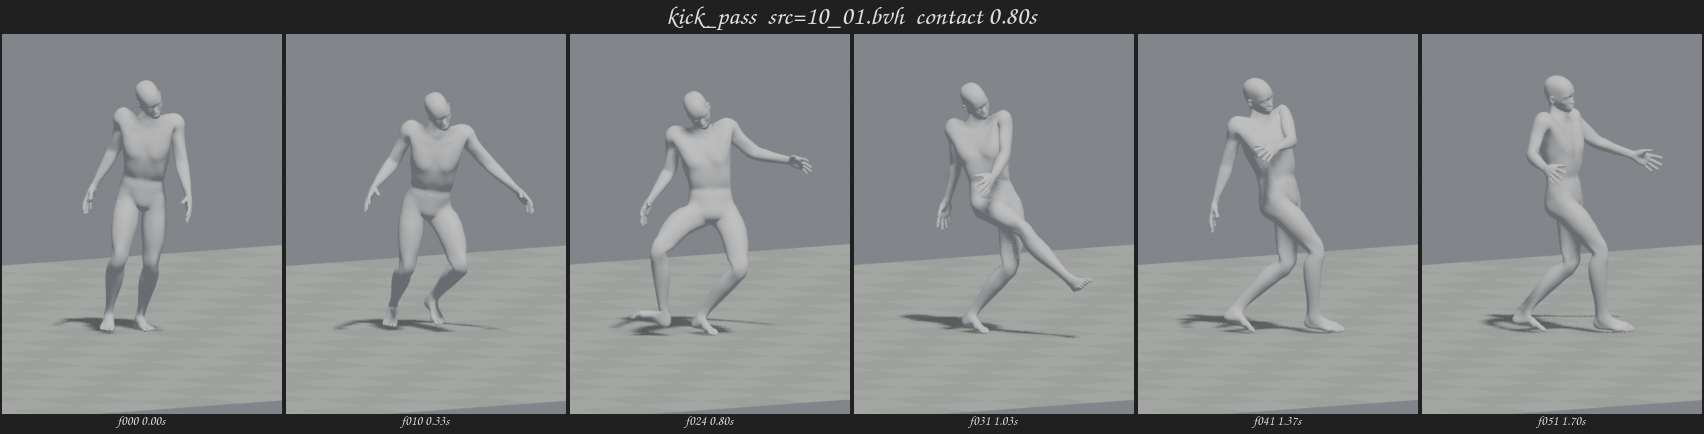 kick_pass src=10_01.bvh contact 0.80s
f000 0.00s
f010 0.33s
f024 0.80s
f031 1.03s
f041 1.37s
f051 1.70s